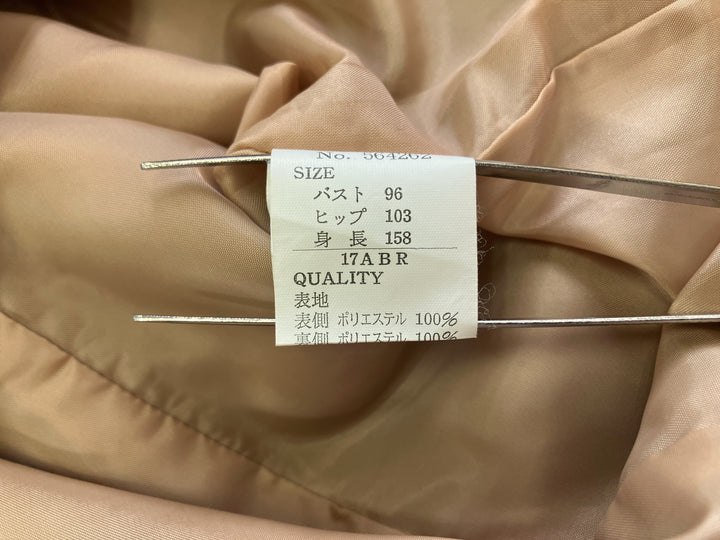 No. 564262
SIZE
バスト 96
ヒップ 103
身長 158
17ABR
QUALITY
表地
表側 ポリエステル 100%
裏側 ポリエステル 100%